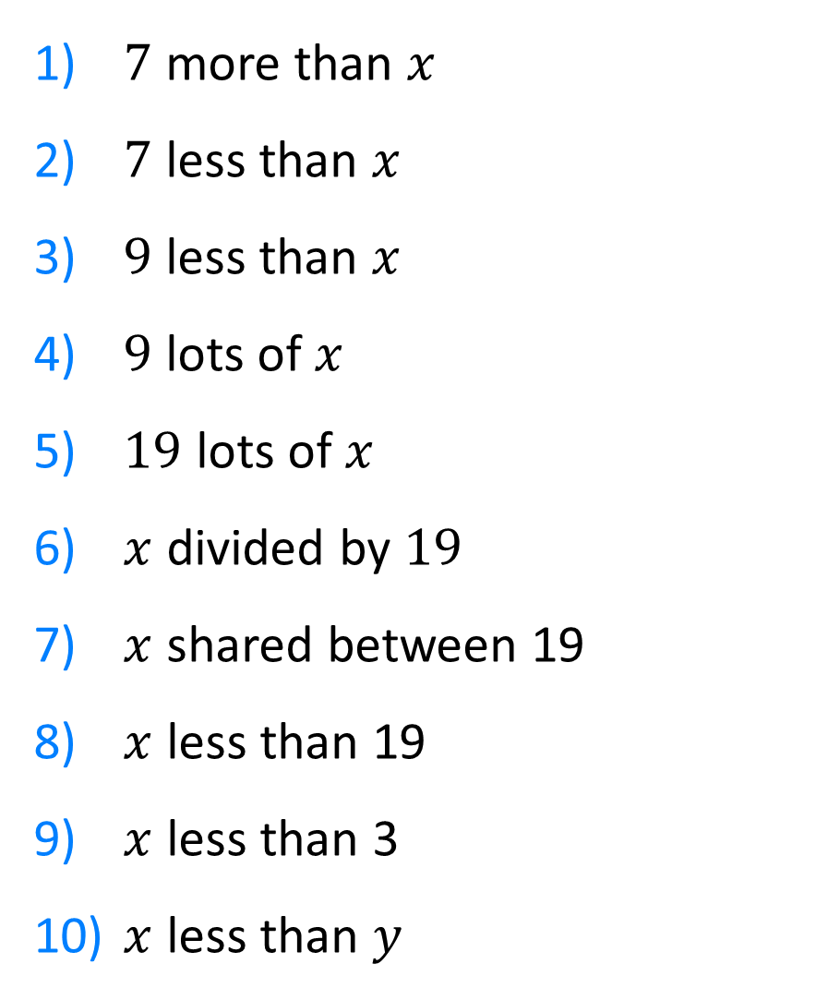 1) 7 more than x
2) 7 less than x
3) 9 less than x
4) 9 lots of x
5) 19 lots of x
6) x divided by 19
7) x shared between 19
8) x less than 19
9) x less than 3
10) x less than y